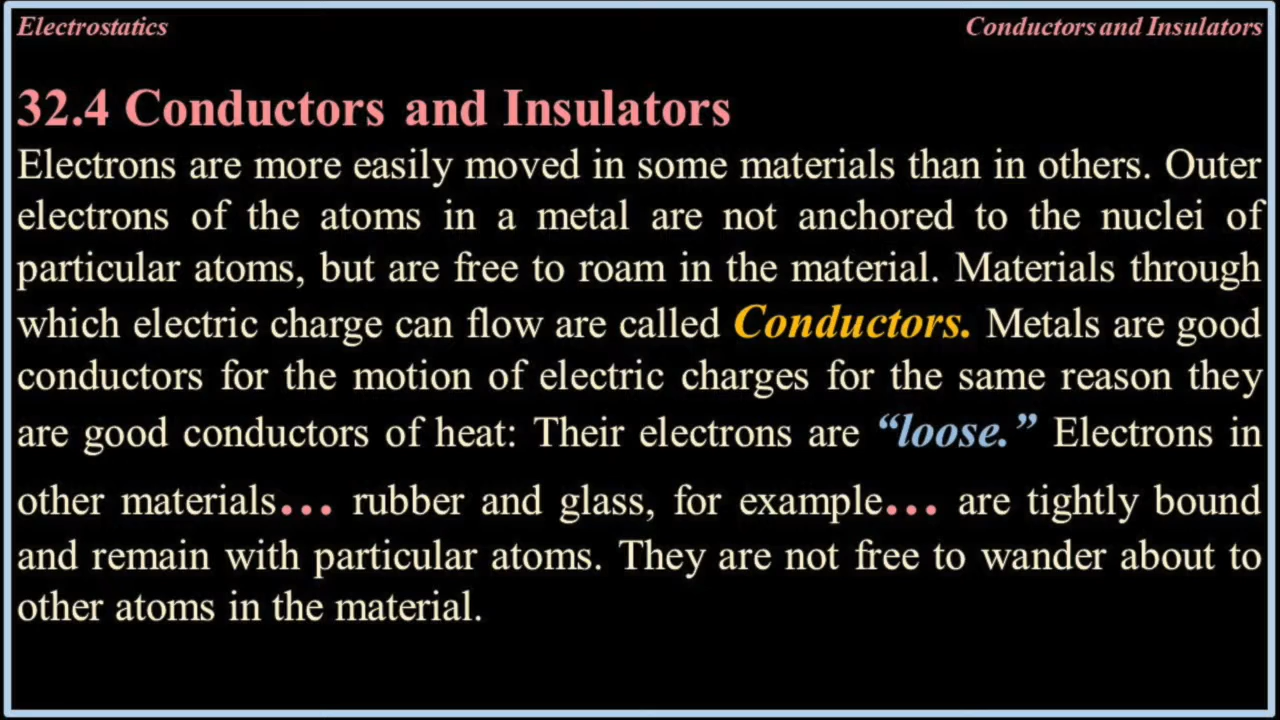 Electrostatics
Conductors and Insulators
32.4 Conductors and Insulators
Electrons are more easily moved in some materials than in others. Outer
electrons of the atoms in a metal are not anchored to the nuclei of
particular atoms, but are free to roam in the material. Materials through
which electric charge can flow are called Conductors. Metals are good
conductors for the motion of electric charges for the same reason they
are good conductors of heat: Their electrons are “loose.” Electrons in
other materials... rubber and glass, for example... are tightly bound
and remain with particular atoms. They are not free to wander about to
other atoms in the material.